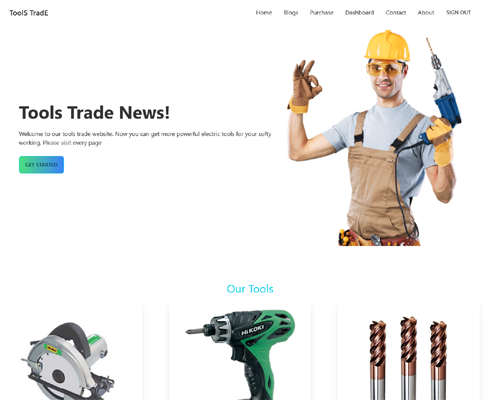 ToolS TradE
Home Blogs Purchase Dashboard Contact About SIGN OUT
Tools Trade News!
Welcome to our tools trade website. Now you can get more powerful electric tools for your softy
working. Please visit every page
GET STARTED
Our Tools
HiKOKI